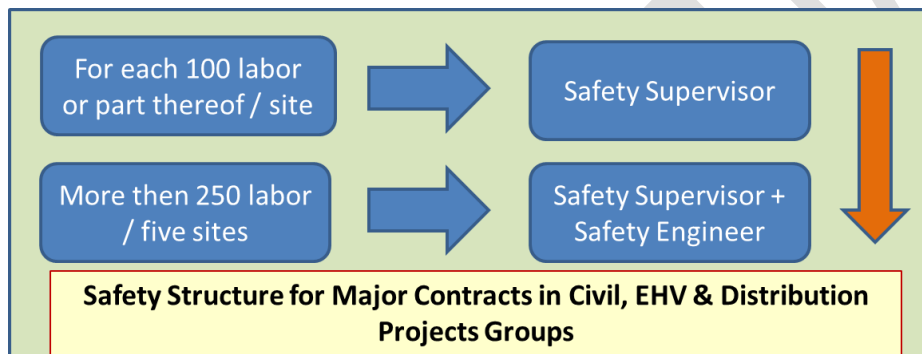 For each 100 labor
or part thereof / site
Safety Supervisor
More then 250 labor
/ five sites
Safety Supervisor +
Safety Engineer
Safety Structure for Major Contracts in Civil, EHV & Distribution
Projects Groups